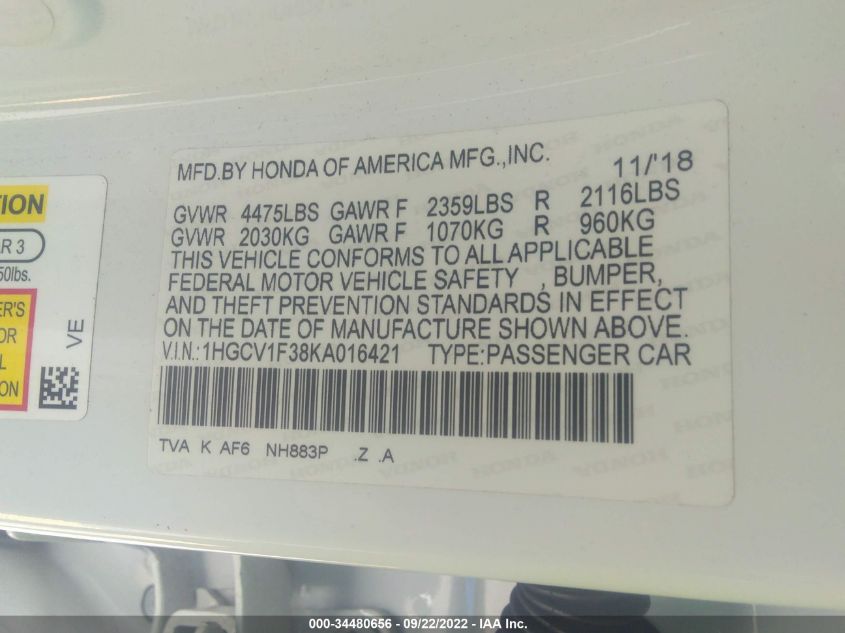 MFD.BY HONDA OF AMERICA MFG.,INC. 11/'18
GVWR 4475LBS GAWR F 2359LBS R 2116LBS
GVWR 2030KG GAWR F 1070KG R 960KG
THIS VEHICLE CONFORMS TO ALL APPLICABLE
FEDERAL MOTOR VEHICLE SAFETY , BUMPER,
AND THEFT PREVENTION STANDARDS IN EFFECT
ON THE DATE OF MANUFACTURE SHOWN ABOVE.
V.I.N.:1HGCV1F38KA016421 TYPE:PASSENGER CAR
TVA K AF6 NH883P .Z .A
TION
R 3
50lbs.
ER'S
OR
L
ON
VE
000-34480656 - 09/22/2022 - IAA Inc.